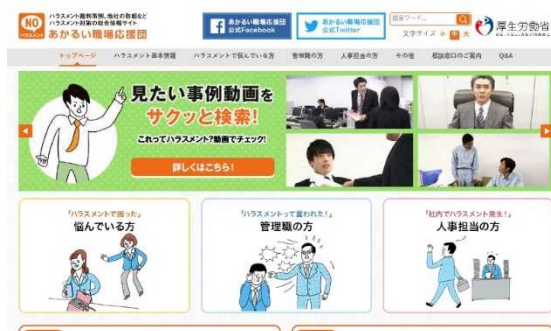 NO
ハラスメント
ハラスメント裁判事例、他社の取組など
ハラスメント対策の総合情報サイト
あかるい職場応援団
あかるい職場応援団
公式Facebook
あかるい職場応援団
公式Twitter
検索ワード
文字サイズ 小 中 大
厚生労働省
トップページ ハラスメント基本情報 ハラスメントで悩んでいる方 管理職の方 人事担当の方 その他 相談窓口のご案内 Q&A
見たい事例動画を
サクッと検索!
これってハラスメント?動画でチェック!
詳しくはこちら!
「ハラスメントで困った」
悩んでいる方
「ハラスメントって言われた!」
管理職の方
「社内でハラスメント発生!」
人事担当の方